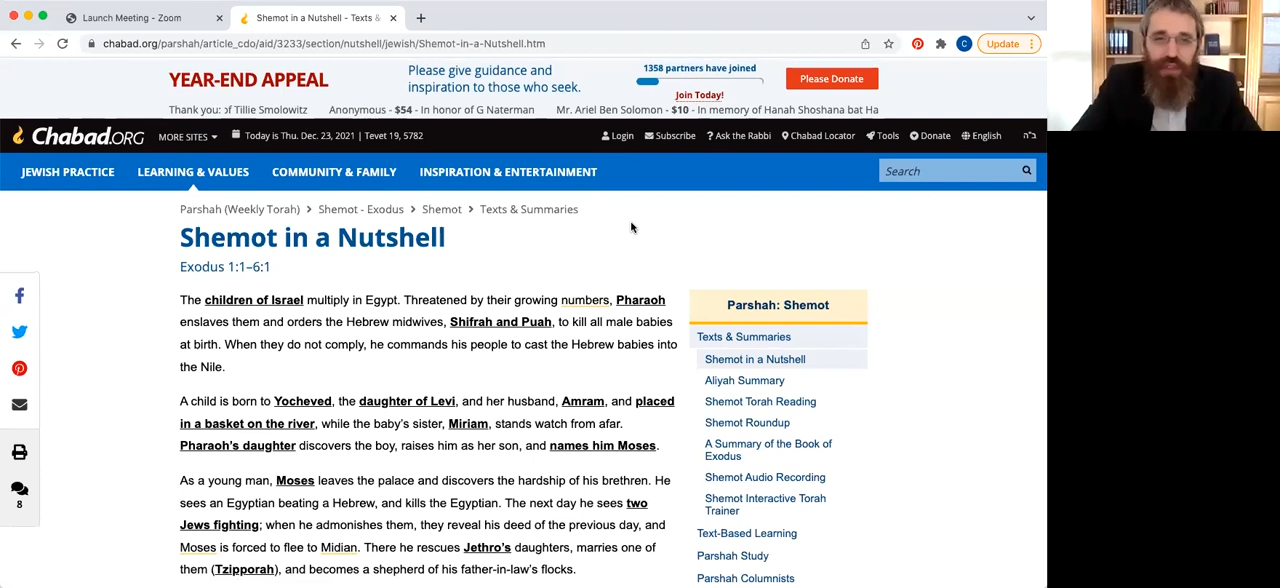 Launch Meeting - Zoom
Shemot in a Nutshell - Texts &
chabad.org/parshah/article_cdo/aid/3233/section/nutshell/jewish/Shemot-in-a-Nutshell.htm
C
Update
YEAR-END APPEAL
Please give guidance and
inspiration to those who seek.
1358 partners have joined
Join Today!
Please Donate
Thank you: of Tillie Smolowitz Anonymous - $54 - In honor of G Naterman Mr. Ariel Ben Solomon - $10 - In memory of Hanah Shoshana bat Ha
Chabad.ORG
MORE SITES
Today is Thu. Dec. 23, 2021 | Tevet 19, 5782
Login Subscribe ? Ask the Rabbi Chabad Locator Tools Donate English ב"ה
JEWISH PRACTICE LEARNING & VALUES COMMUNITY & FAMILY INSPIRATION & ENTERTAINMENT
Search
Parshah (Weekly Torah) > Shemot - Exodus > Shemot > Texts & Summaries
Shemot in a Nutshell
Exodus 1:1–6:1
The children of Israel multiply in Egypt. Threatened by their growing numbers, Pharaoh
enslaves them and orders the Hebrew midwives, Shifrah and Puah, to kill all male babies
at birth. When they do not comply, he commands his people to cast the Hebrew babies into
the Nile.
A child is born to Yocheved, the daughter of Levi, and her husband, Amram, and placed
in a basket on the river, while the baby's sister, Miriam, stands watch from afar.
Pharaoh's daughter discovers the boy, raises him as her son, and names him Moses.
As a young man, Moses leaves the palace and discovers the hardship of his brethren. He
sees an Egyptian beating a Hebrew, and kills the Egyptian. The next day he sees two
Jews fighting; when he admonishes them, they reveal his deed of the previous day, and
Moses is forced to flee to Midian. There he rescues Jethro's daughters, marries one of
them (Tzipporah), and becomes a shepherd of his father-in-law's flocks.
8
Parshah: Shemot
Texts & Summaries
Shemot in a Nutshell
Aliyah Summary
Shemot Torah Reading
Shemot Roundup
A Summary of the Book of
Exodus
Shemot Audio Recording
Shemot Interactive Torah
Trainer
Text-Based Learning
Parshah Study
Parshah Columnists